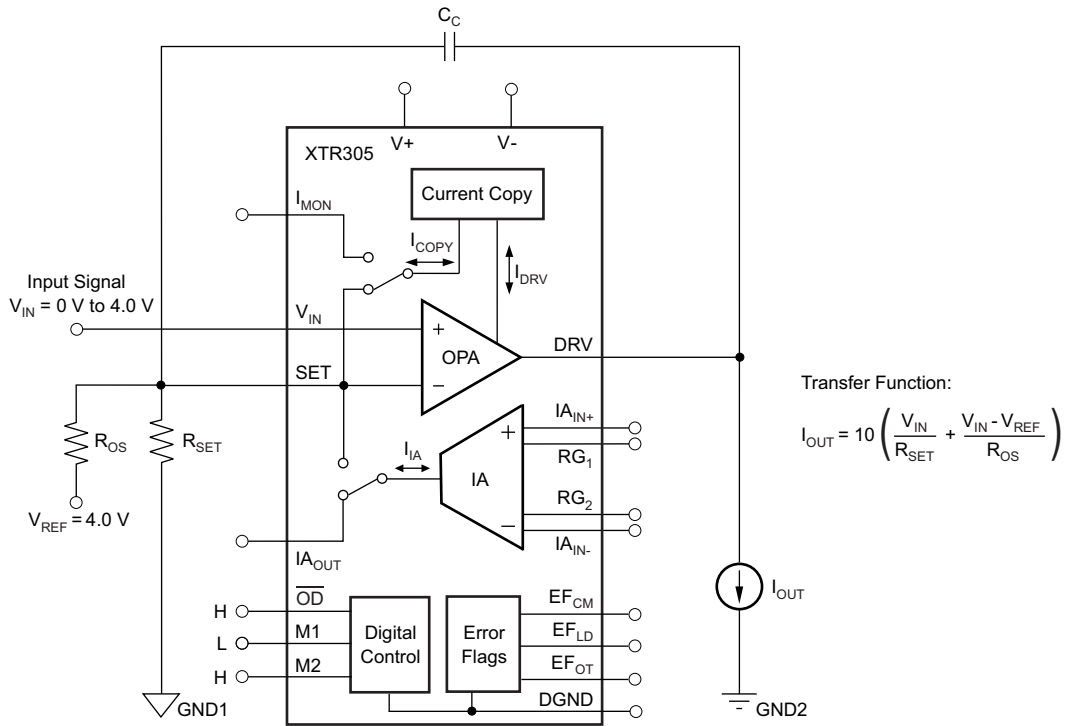 C_C
V+
V-
XTR305
Current Copy
I_MON
I_COPY
I_DRV
Input Signal
V_IN = 0 V to 4.0 V
V_IN
+
OPA
−
DRV
SET
R_OS
R_SET
V_REF = 4.0 V
Transfer Function:
I_OUT = 10 ( V_IN / R_SET + V_IN - V_REF / R_OS )
IA_IN+
+
RG_1
I_IA
IA
RG_2
−
IA_IN-
IA_OUT
I_OUT
H
O̅D̅
L
M1
H
M2
Digital
Control
Error
Flags
EF_CM
EF_LD
EF_OT
DGND
GND1
GND2